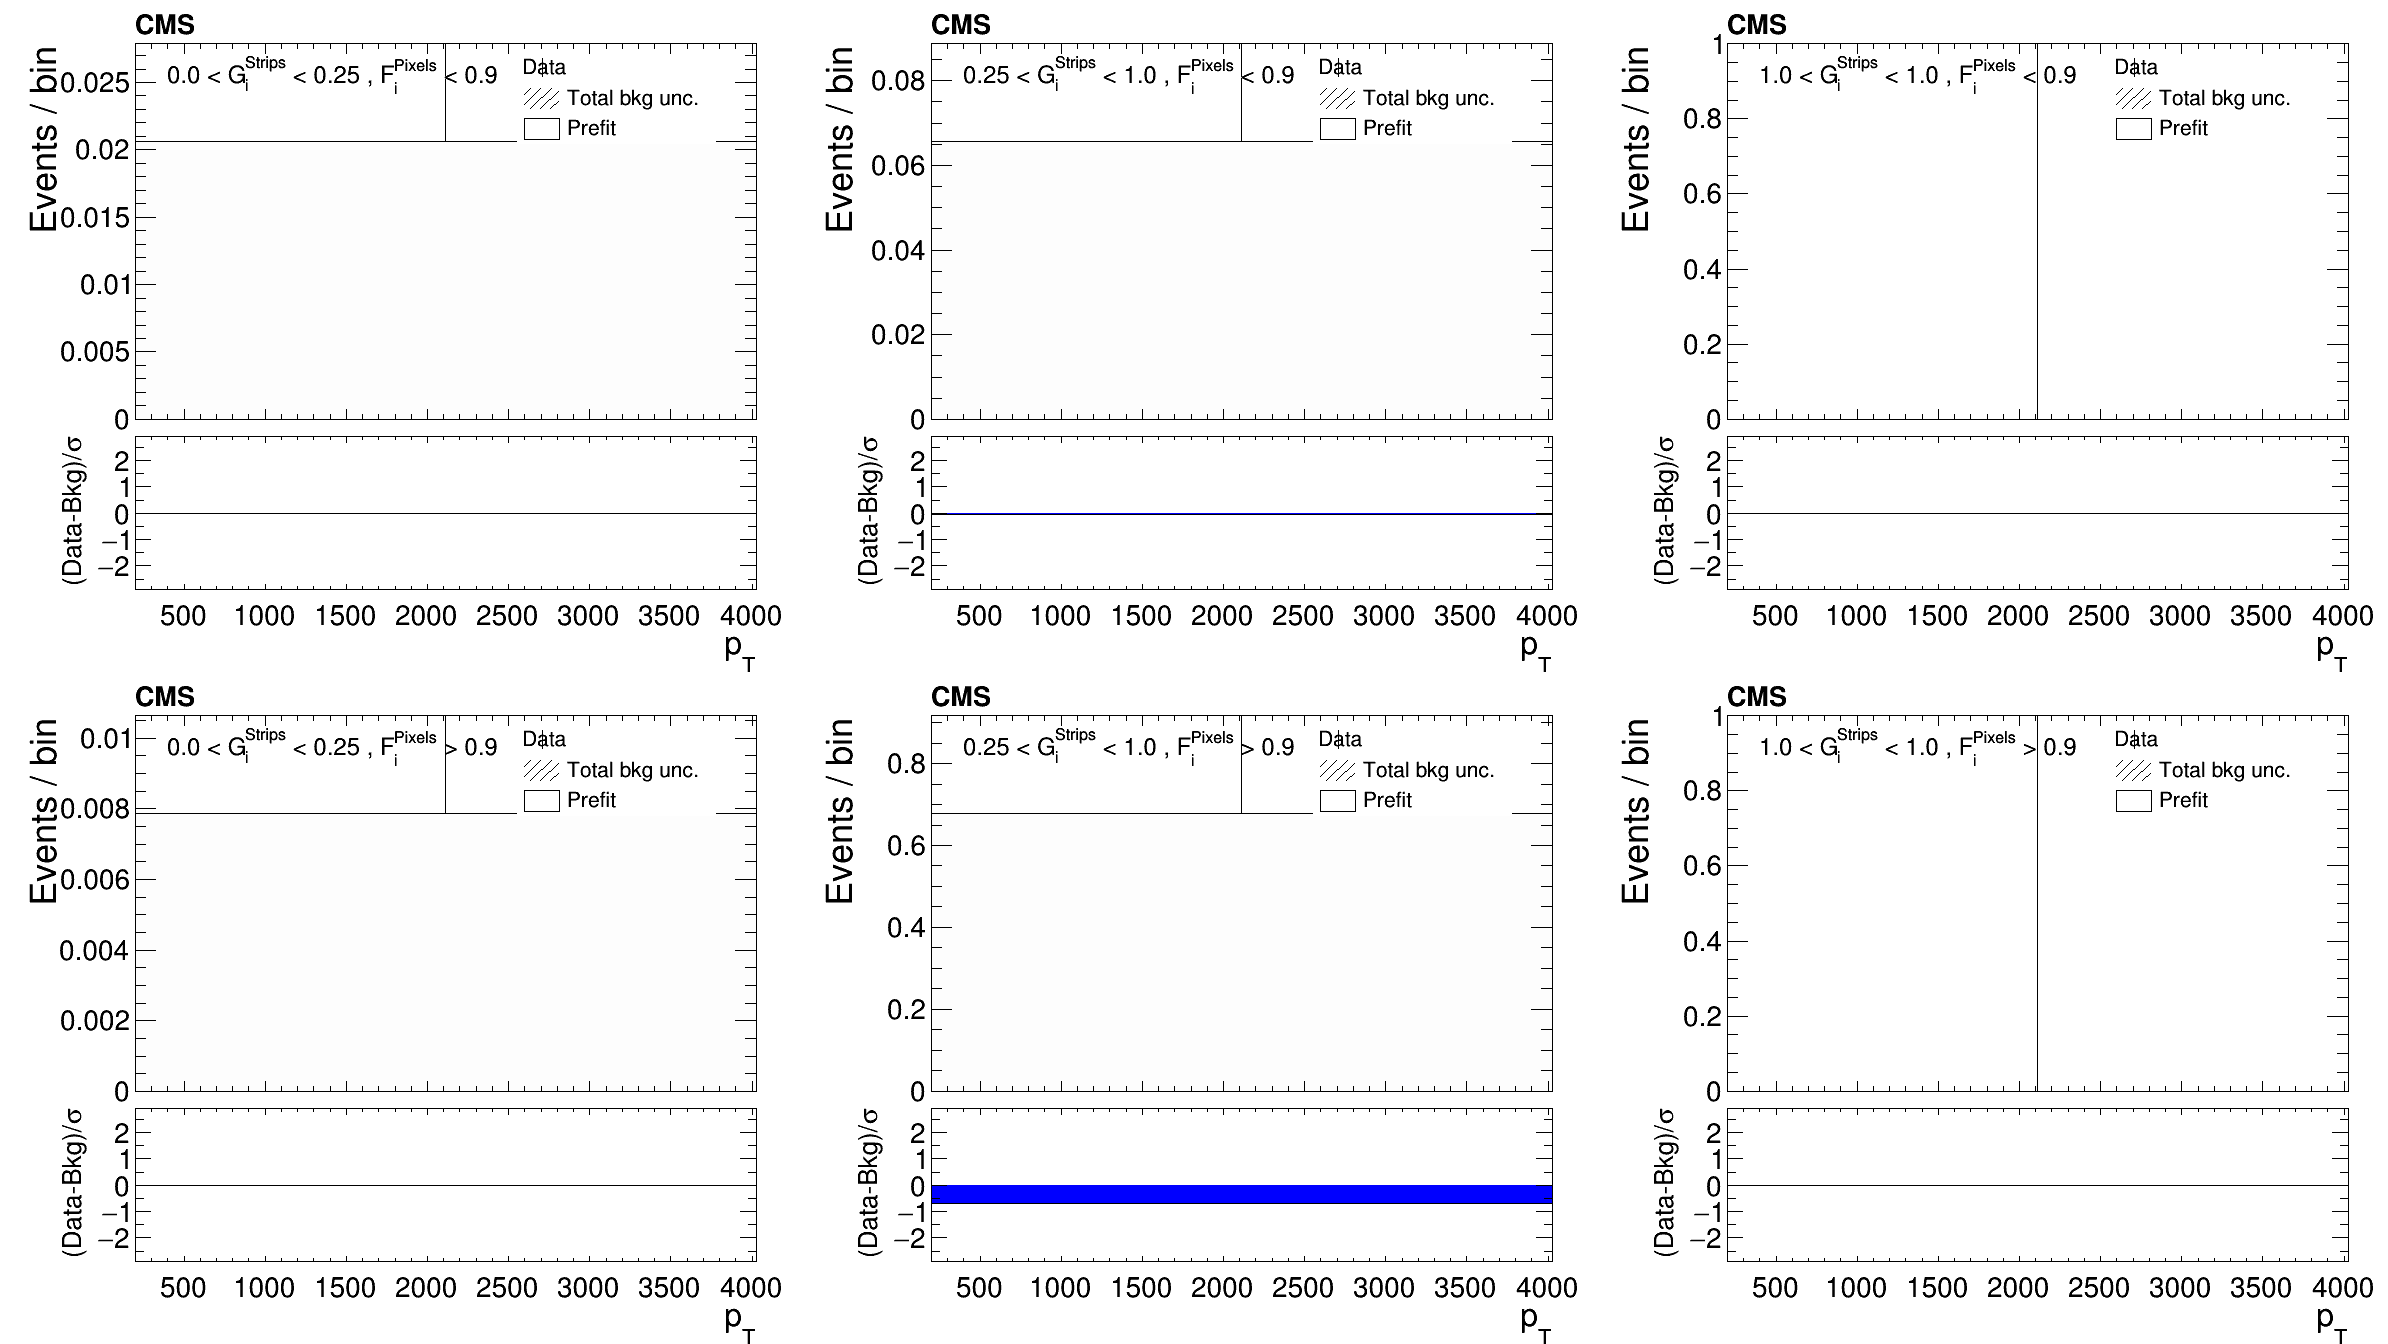 CMS
Events / bin
0.0 < G_i^Strips < 0.25 , F_i^Pixels < 0.9
Data
Total bkg unc.
Prefit
0.025
0.02
0.015
0.01
0.005
0
(Data-Bkg)/σ
2
1
0
−1
−2
500 1000 1500 2000 2500 3000 3500 4000
p_T
CMS
Events / bin
0.25 < G_i^Strips < 1.0 , F_i^Pixels < 0.9
Data
Total bkg unc.
Prefit
0.08
0.06
0.04
0.02
0
(Data-Bkg)/σ
2
1
0
−1
−2
500 1000 1500 2000 2500 3000 3500 4000
p_T
CMS
Events / bin
1.0 < G_i^Strips < 1.0 , F_i^Pixels < 0.9
Data
Total bkg unc.
Prefit
1
0.8
0.6
0.4
0.2
0
(Data-Bkg)/σ
2
1
0
−1
−2
500 1000 1500 2000 2500 3000 3500 4000
p_T
CMS
Events / bin
0.0 < G_i^Strips < 0.25 , F_i^Pixels > 0.9
Data
Total bkg unc.
Prefit
0.01
0.008
0.006
0.004
0.002
0
(Data-Bkg)/σ
2
1
0
−1
−2
500 1000 1500 2000 2500 3000 3500 4000
p_T
CMS
Events / bin
0.25 < G_i^Strips < 1.0 , F_i^Pixels > 0.9
Data
Total bkg unc.
Prefit
0.8
0.6
0.4
0.2
0
(Data-Bkg)/σ
2
1
0
−1
−2
500 1000 1500 2000 2500 3000 3500 4000
p_T
CMS
Events / bin
1.0 < G_i^Strips < 1.0 , F_i^Pixels > 0.9
Data
Total bkg unc.
Prefit
1
0.8
0.6
0.4
0.2
0
(Data-Bkg)/σ
2
1
0
−1
−2
500 1000 1500 2000 2500 3000 3500 4000
p_T